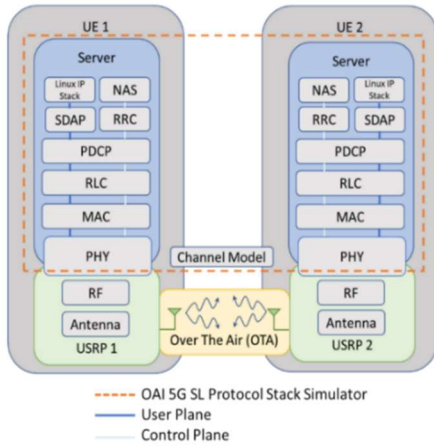 UE 1
UE 2
Server
Server
Linux IP
Stack
NAS
NAS
Linux IP
Stack
SDAP
RRC
RRC
SDAP
PDCP
PDCP
RLC
RLC
MAC
MAC
PHY
Channel Model
PHY
RF
RF
Antenna
Over The Air (OTA)
Antenna
USRP 1
USRP 2
OAI 5G SL Protocol Stack Simulator
User Plane
Control Plane